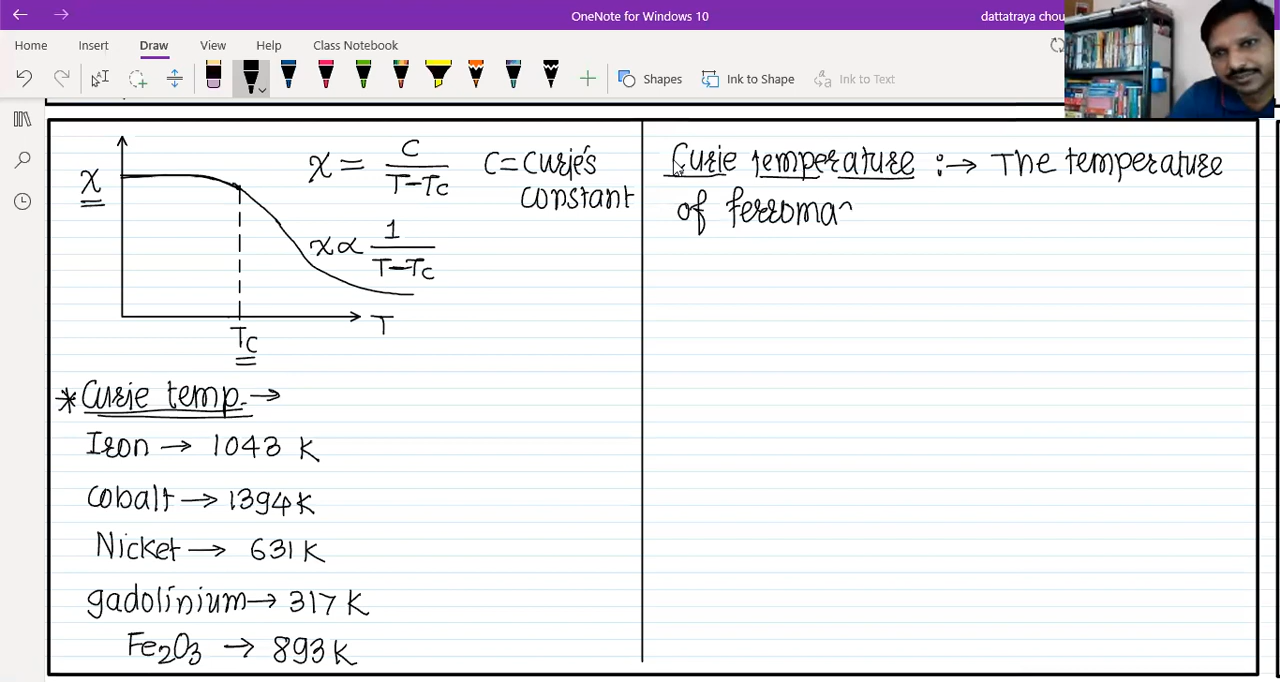 OneNote for Windows 10
dattatraya chou
Home Insert Draw View Help Class Notebook
Shapes Ink to Shape Ink to Text
χ
χ = C / T-Tc
C = Curie's
constant
χ ∝ 1 / T-Tc
T
Tc
* Curie temp. →
Iron → 1043 K
Cobalt → 1394 K
Nicket → 631 K
gadolinium → 317 K
Fe2O3 → 893 K
Curie temperature :→ The temperature
of ferroma